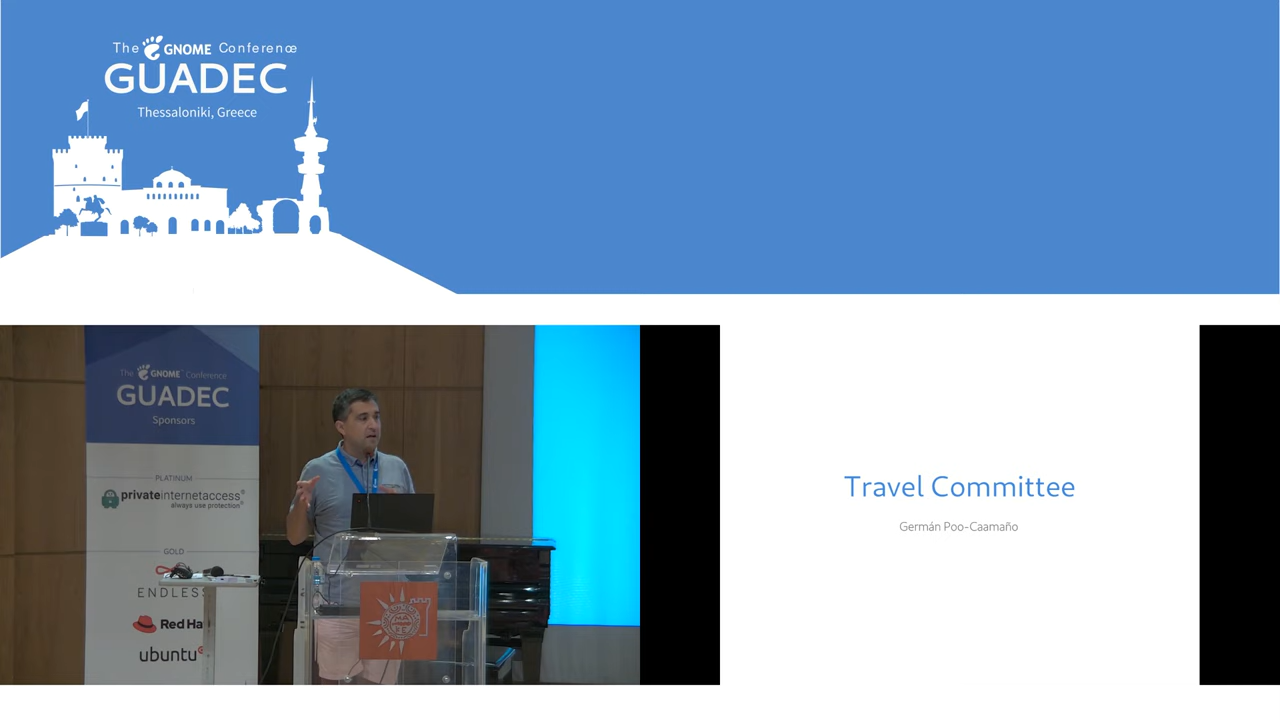 The GNOME Conference
GUADEC
Thessaloniki, Greece
The GNOME Conference
GUADEC
Sponsors
PLATINUM
privateinternetaccess
always use protection
GOLD
ENDLESS
Red Ha
ubuntu
Travel Committee
Germán Poo-Caamaño